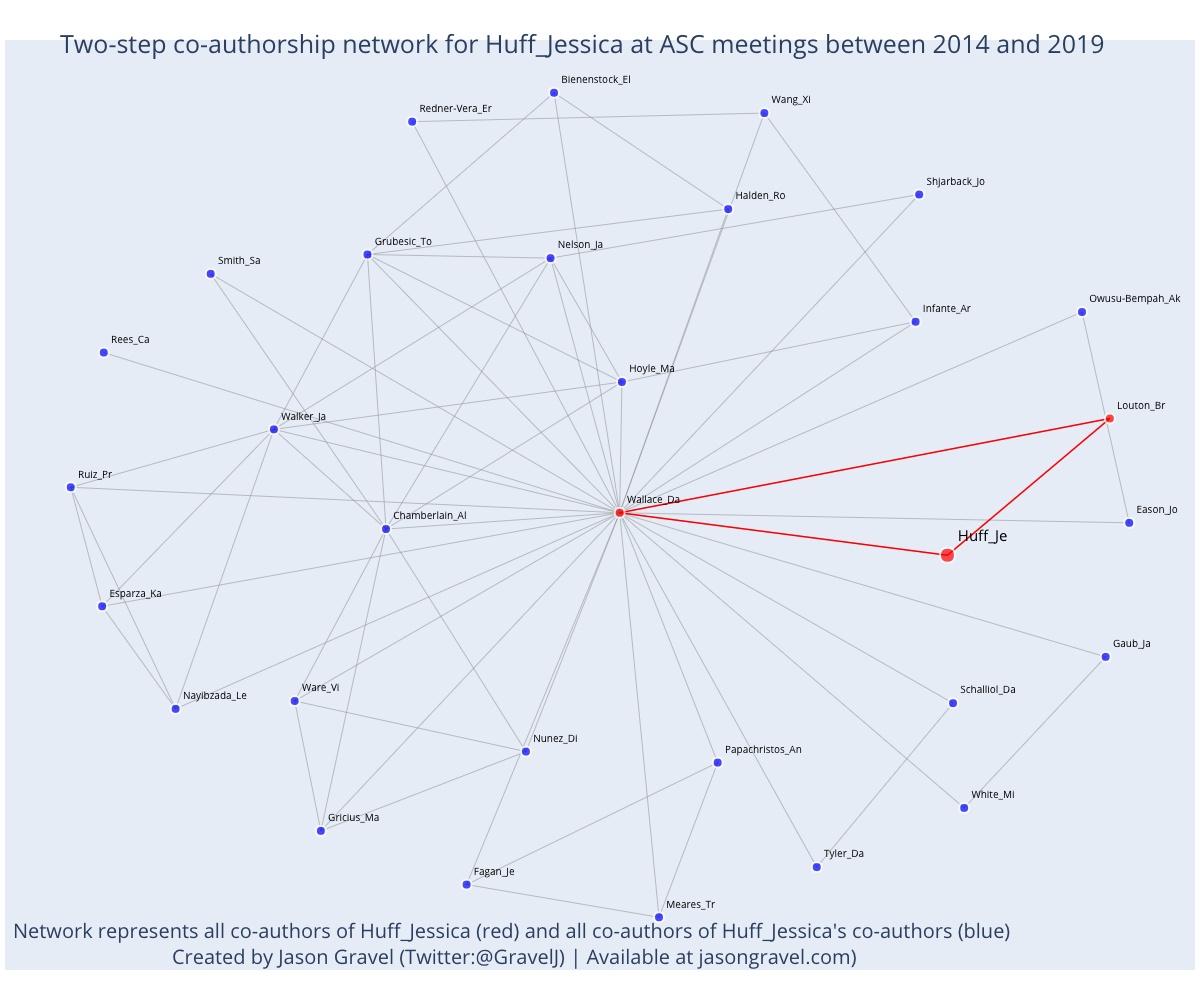 Two-step co-authorship network for Huff_Jessica at ASC meetings between 2014 and 2019
Bienenstock_El
Wang_Xi
Redner-Vera_Er
Shjarback_Jo
Halden_Ro
Grubesic_To
Nelson_Ja
Smith_Sa
Owusu-Bempah_Ak
Infante_Ar
Rees_Ca
Hoyle_Ma
Louton_Br
Walker_Ja
Ruiz_Pr
Wallace_Da
Eason_Jo
Chamberlain_Al
Huff_Je
Esparza_Ka
Gaub_Ja
Ware_Vi
Schalliol_Da
Nayibzada_Le
Nunez_Di
Papachristos_An
White_Mi
Gricius_Ma
Tyler_Da
Fagan_Je
Meares_Tr
Network represents all co-authors of Huff_Jessica (red) and all co-authors of Huff_Jessica's co-authors (blue)
Created by Jason Gravel (Twitter:@GravelJ) | Available at jasongravel.com)